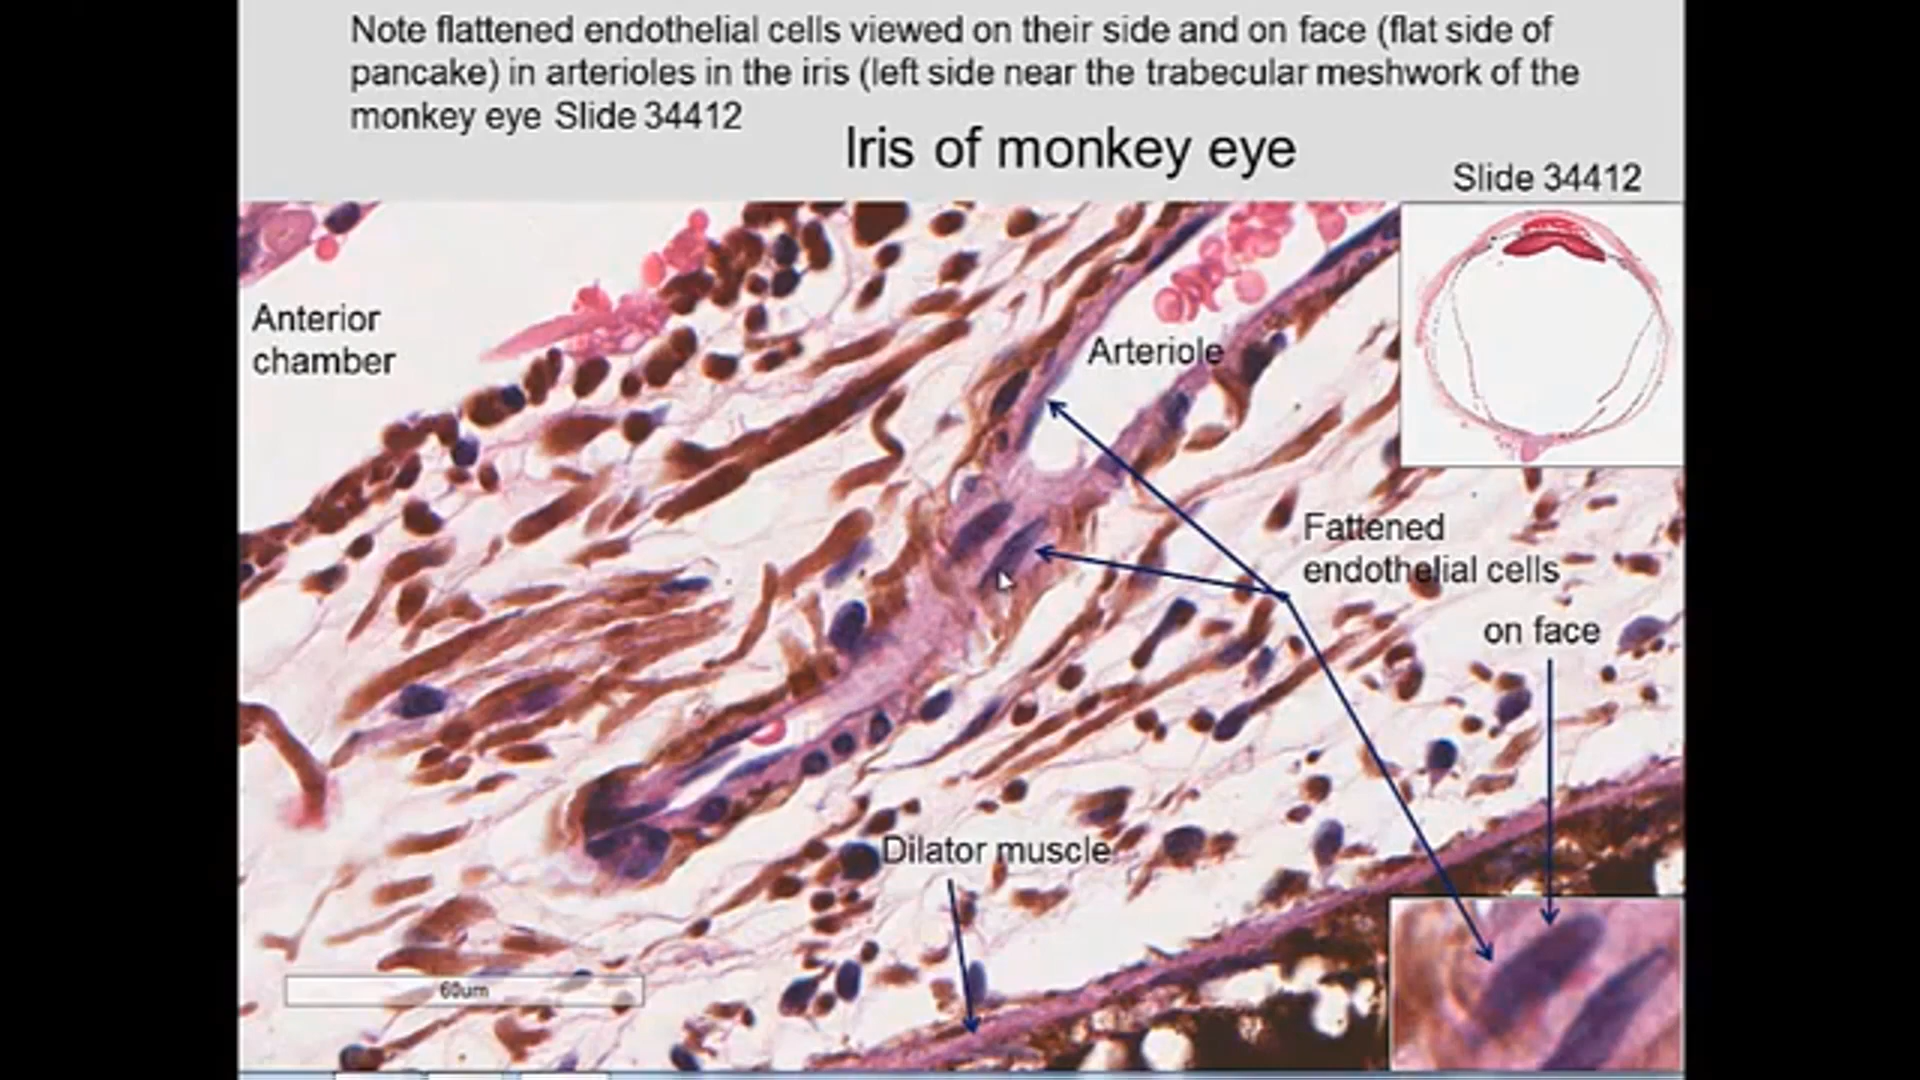 Note flattened endothelial cells viewed on their side and on face (flat side of
pancake) in arterioles in the iris (left side near the trabecular meshwork of the
monkey eye Slide 34412
Iris of monkey eye
Slide 34412
Anterior
chamber
Arteriole
Fattened
endothelial cells
on face
Dilator muscle
60um